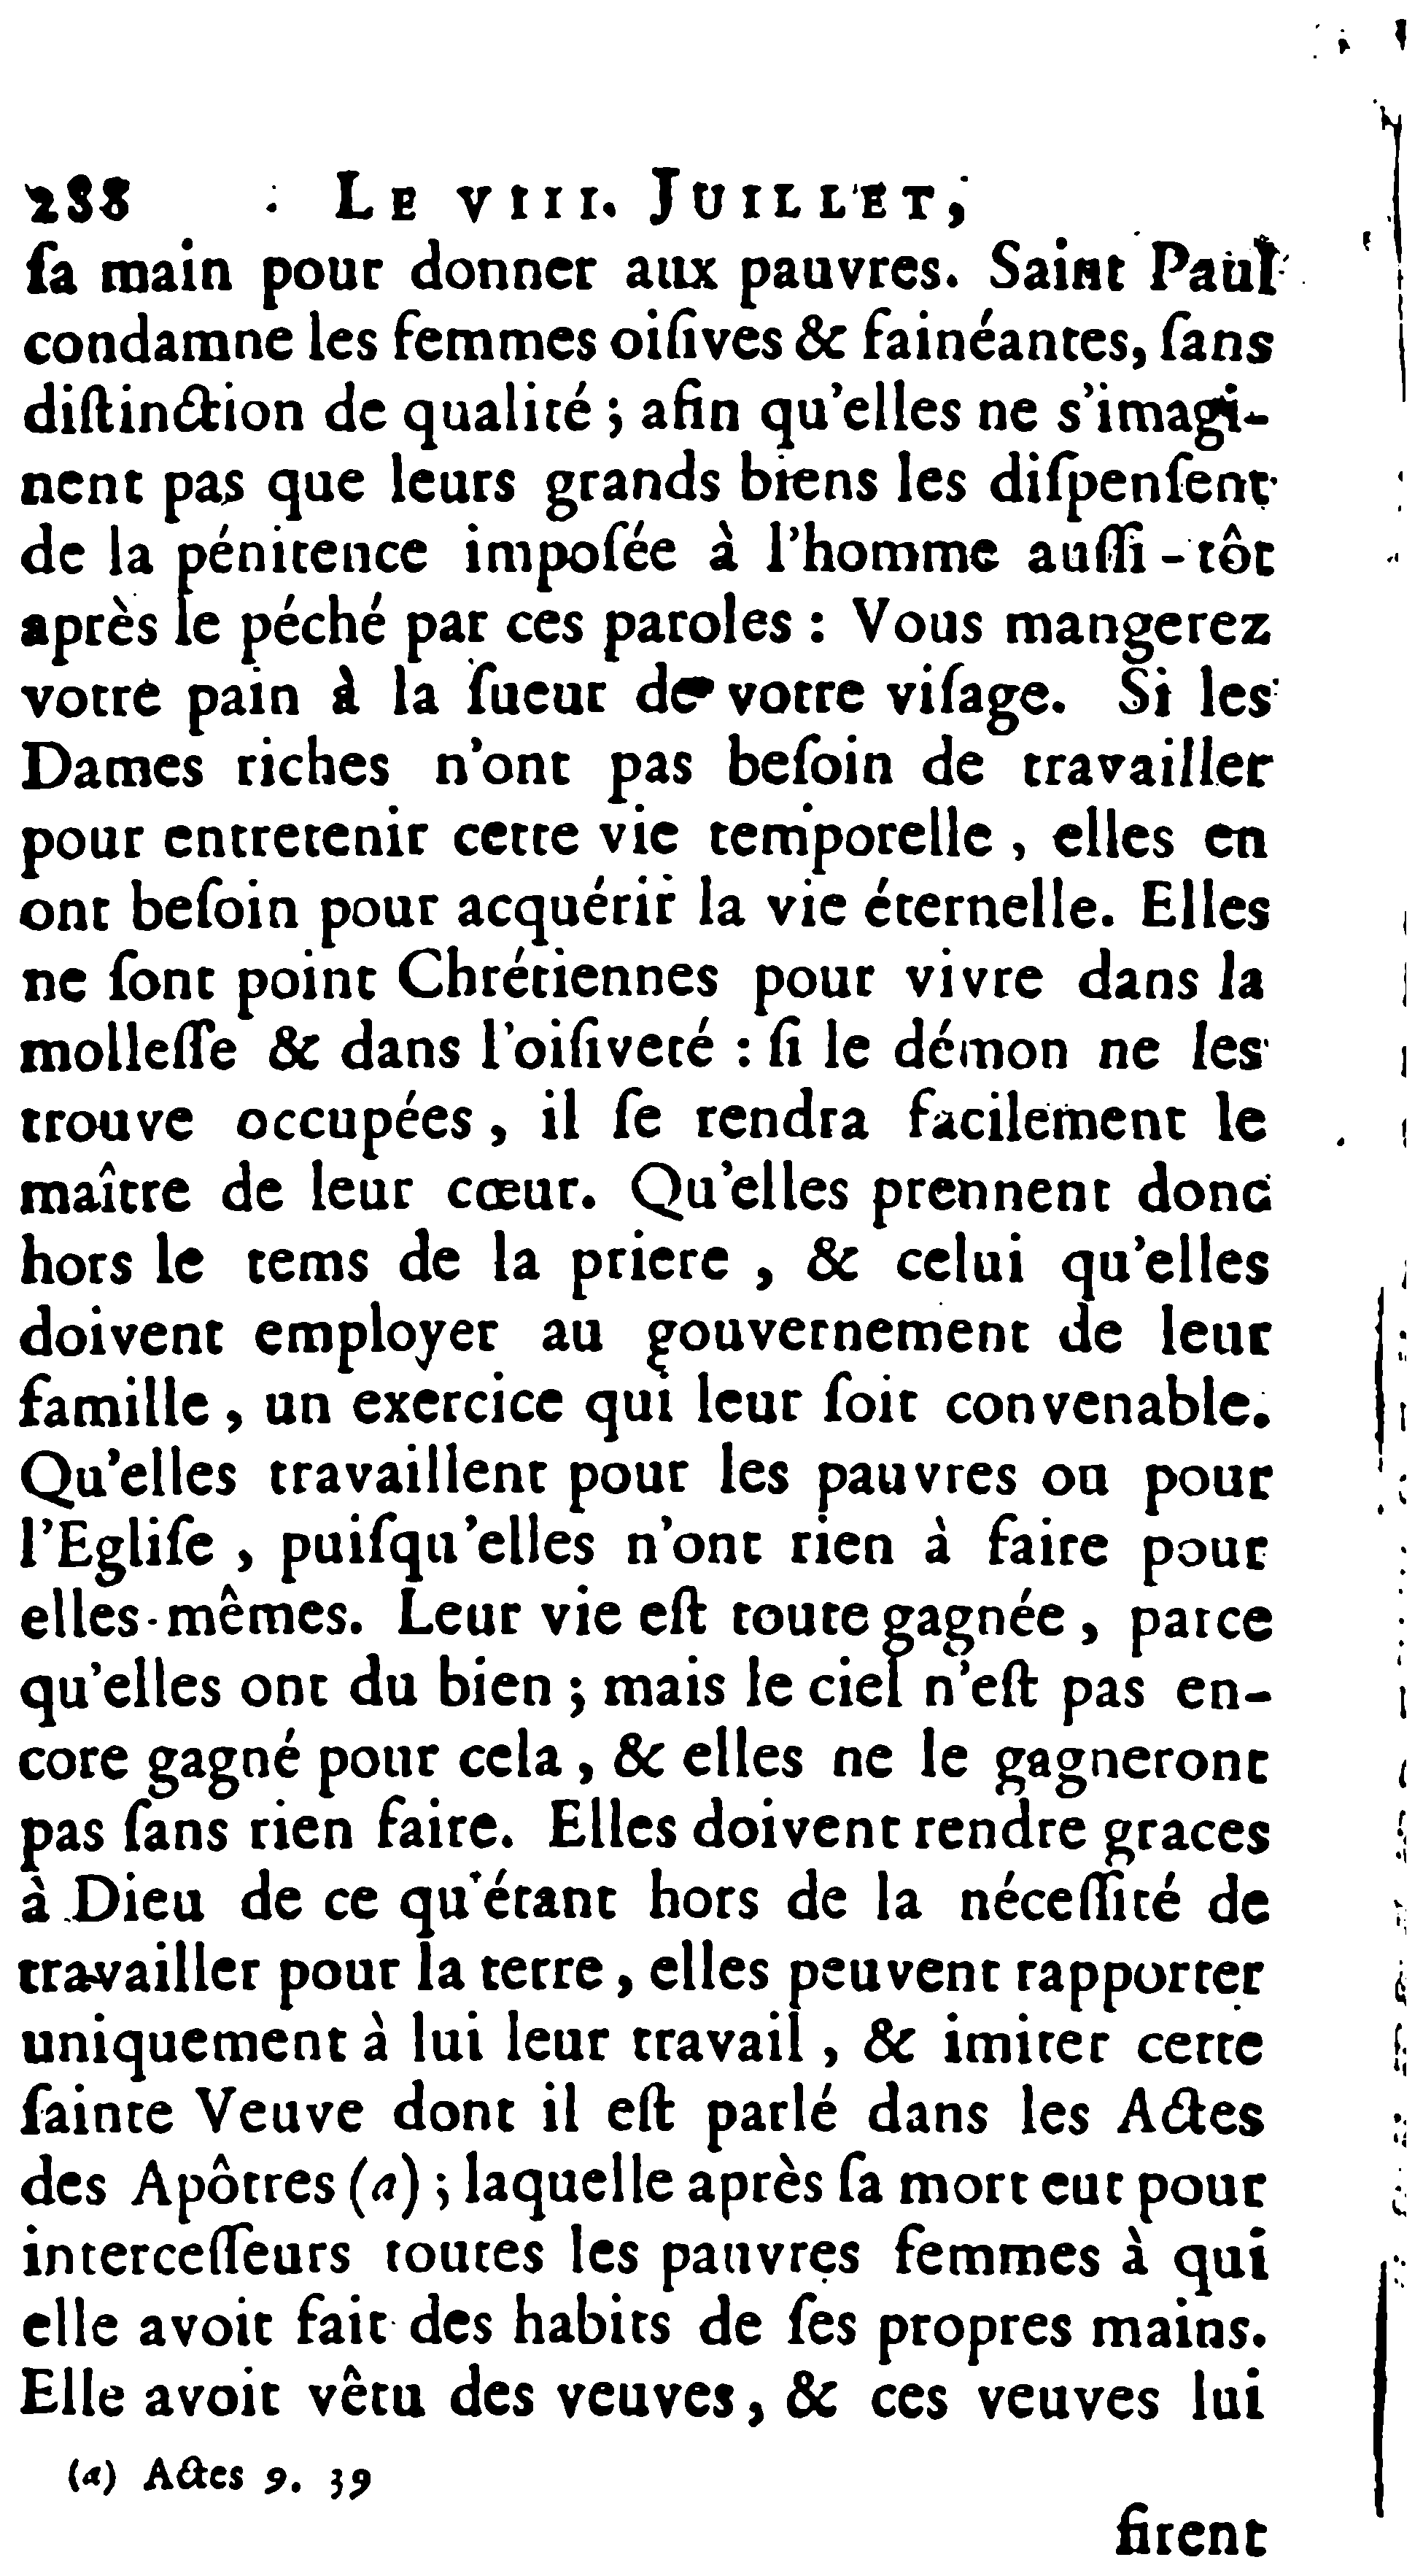 288 LE VIII. JUILLET,
ſa main pour donner aux pauvres. Saint Paul
condamne les femmes oiſives & fainéantes, ſans
diſtinction de qualité ; afin qu'elles ne s'imagi-
nent pas que leurs grands biens les diſpenſent
de la pénitence impoſée à l'homme auſſi-tôt
après le péché par ces paroles : Vous mangerez
votre pain à la ſueur de votre viſage. Si les
Dames riches n'ont pas beſoin de travailler
pour entretenir cette vie temporelle, elles en
ont beſoin pour acquérir la vie éternelle. Elles
ne ſont point Chrétiennes pour vivre dans la
molleſſe & dans l'oiſiveté : ſi le démon ne les
trouve occupées, il ſe rendra facilement le
maître de leur cœur. Qu'elles prennent donc
hors le tems de la priere, & celui qu'elles
doivent employer au gouvernement de leur
famille, un exercice qui leur ſoit convenable.
Qu'elles travaillent pour les pauvres ou pour
l'Egliſe, puiſqu'elles n'ont rien à faire pour
elles-mêmes. Leur vie eſt toute gagnée, parce
qu'elles ont du bien ; mais le ciel n'eſt pas en-
core gagné pour cela, & elles ne le gagneront
pas ſans rien faire. Elles doivent rendre graces
à Dieu de ce qu'étant hors de la néceſſité de
travailler pour la terre, elles peuvent rapporter
uniquement à lui leur travail, & imiter cette
ſainte Veuve dont il eſt parlé dans les Actes
des Apôtres (a) ; laquelle après ſa mort eut pour
interceſſeurs toutes les pauvres femmes à qui
elle avoit fait des habits de ſes propres mains.
Elle avoit vêtu des veuves, & ces veuves lui
(a) Actes 9. 39
firent